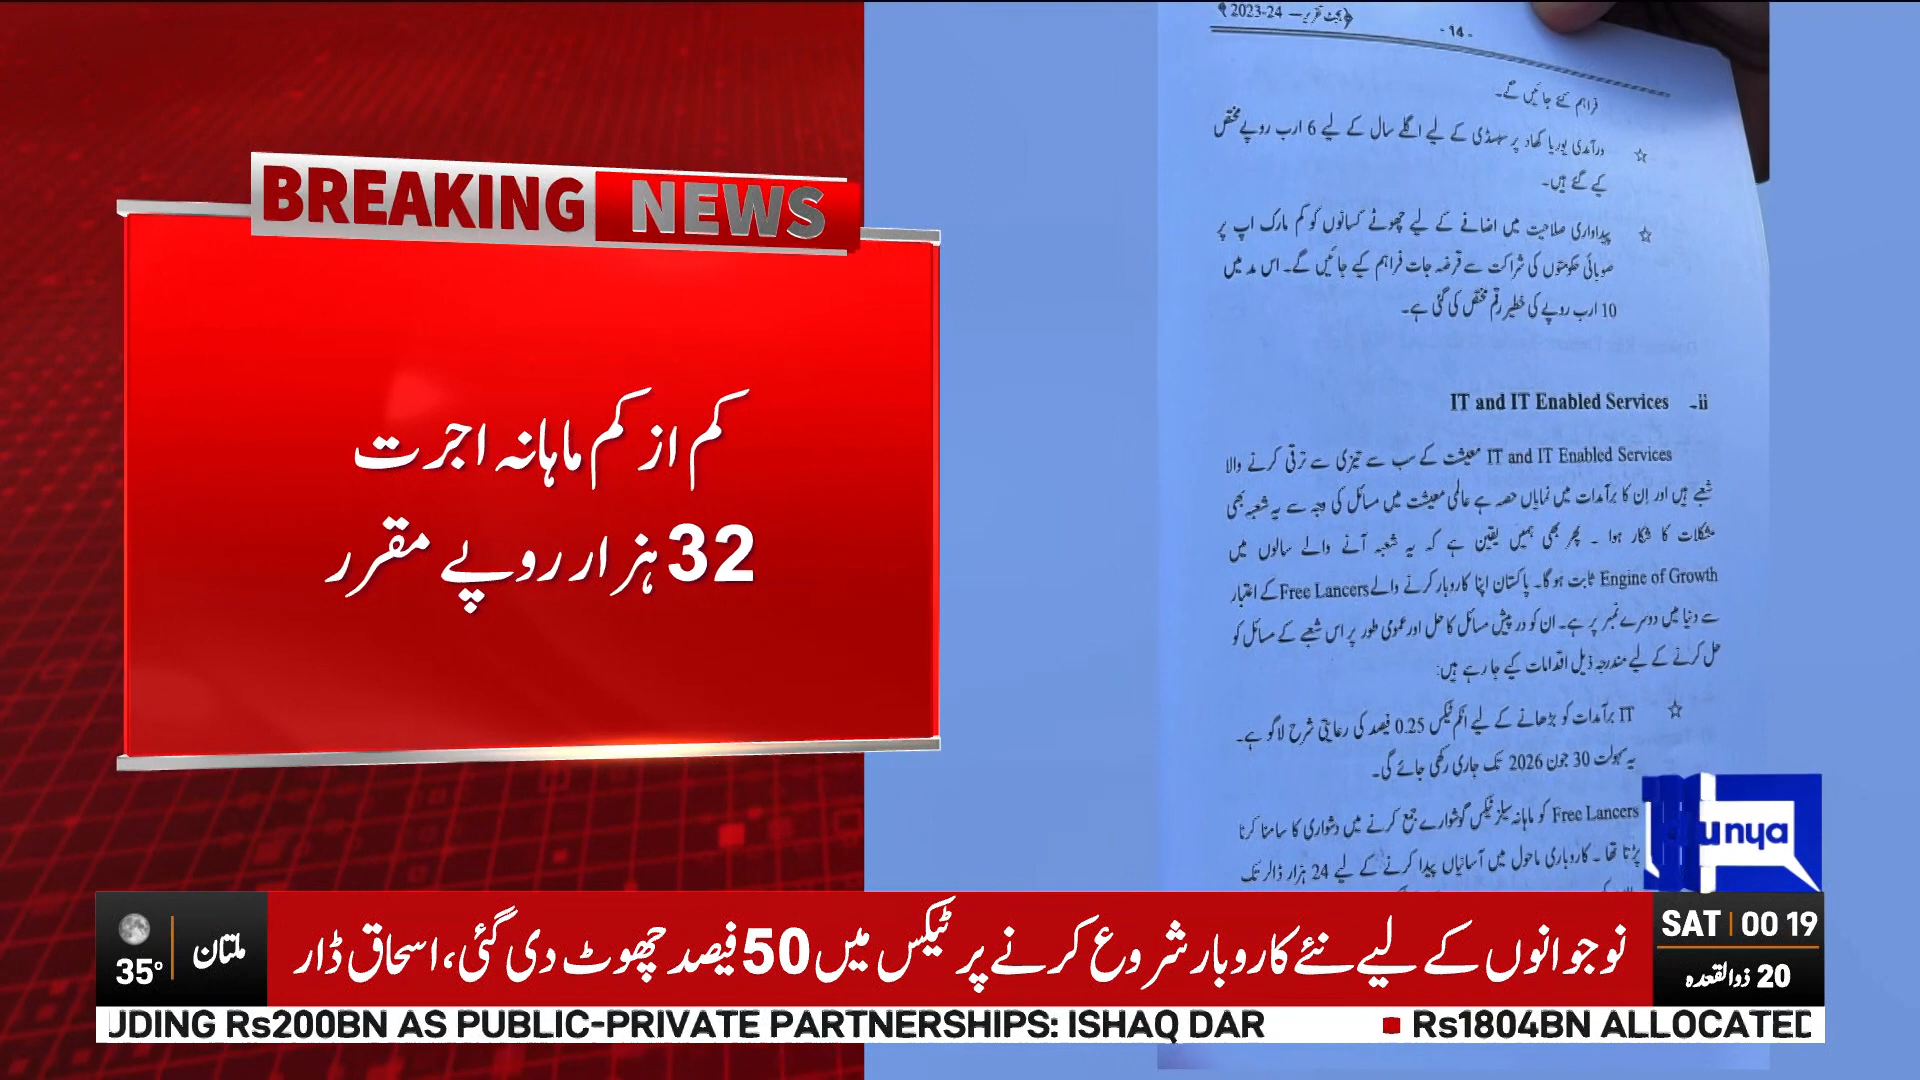 BREAKING NEWS
کم از کم ماہانہ اجرت
32 ہزار روپے مقرر
بجٹ تقریر — 2023-24
- 14 -
فراہم کئے جائیں گے۔
☆ درآمدی یوریا کھاد پر سبسڈی کے لیے اگلے سال کے لیے 6 ارب روپے مختص
کیے گئے ہیں۔
☆ پیداواری صلاحیت میں اضافے کے لیے چھوٹے کسانوں کو کم مارک اپ پر
صوبائی حکومتوں کی شراکت سے قرضہ جات فراہم کیے جائیں گے۔ اس مد میں
10 ارب روپے کی خطیر رقم مختص کی گئی ہے۔
ii- IT and IT Enabled Services
IT and IT Enabled Services معیشت کے سب سے تیزی سے ترقی کرنے والا
شعبے ہیں اور ان کا برآمدات میں نمایاں حصہ ہے عالمی معیشت میں مسائل کی وجہ سے یہ شعبہ بھی
مشکلات کا شکار ہوا ۔ پھر بھی ہمیں یقین ہے کہ یہ شعبہ آنے والے سالوں میں
Engine of Growth ثابت ہوگا۔ پاکستان اپنا کاروبار کرنے والے Free Lancers کے اعتبار
سے دنیا میں دوسرے نمبر پر ہے۔ ان کو درپیش مسائل کا حل اور عمومی طور پر اس شعبے کے مسائل کو
حل کرنے کے لیے مندرجہ ذیل اقدامات کیے جا رہے ہیں:
☆ IT برآمدات کو بڑھانے کے لیے انکم ٹیکس 0.25 فیصد کی رعایتی شرح لاگو ہے۔
یہ سہولت 30 جون 2026 تک جاری رکھی جائے گی۔
Free Lancers کو ماہانہ سیلز ٹیکس گوشوارے جمع کرنے میں دشواری کا سامنا کرنا
پڑتا تھا ۔ کاروباری ماحول میں آسانیاں پیدا کرنے کے لیے 24 ہزار ڈالر تک
dunya
ملتان
35°
نوجوانوں کے لیے نئے کاروبار شروع کرنے پر ٹیکس میں 50 فیصد چھوٹ دی گئی، اسحاق ڈار
SAT 00 19
20 ذوالقعدہ
UDING Rs200BN AS PUBLIC-PRIVATE PARTNERSHIPS: ISHAQ DAR ■ Rs1804BN ALLOCATED